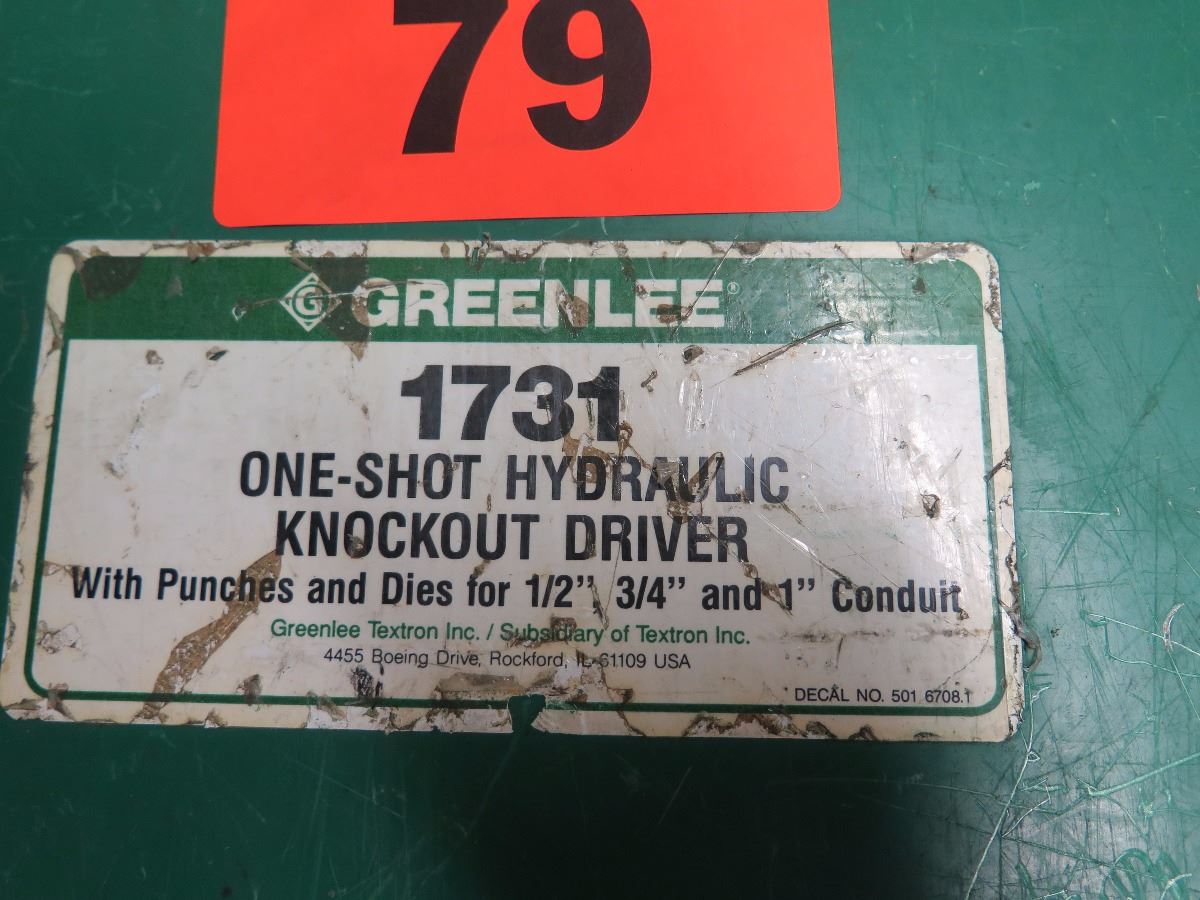 79
G GREENLEE®
1731
ONE-SHOT HYDRAULIC
KNOCKOUT DRIVER
With Punches and Dies for 1/2", 3/4" and 1" Conduit
Greenlee Textron Inc. / Subsidiary of Textron Inc.
4455 Boeing Drive, Rockford, IL 61109 USA
DECAL NO. 501 6708.1